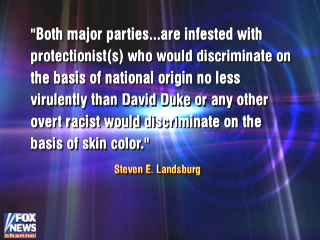 "Both major parties...are infested with
protectionist(s) who would discriminate on
the basis of national origin no less
virulently than David Duke or any other
overt racist would discriminate on the
basis of skin color."
Steven E. Landsburg
FOX
NEWS
channel